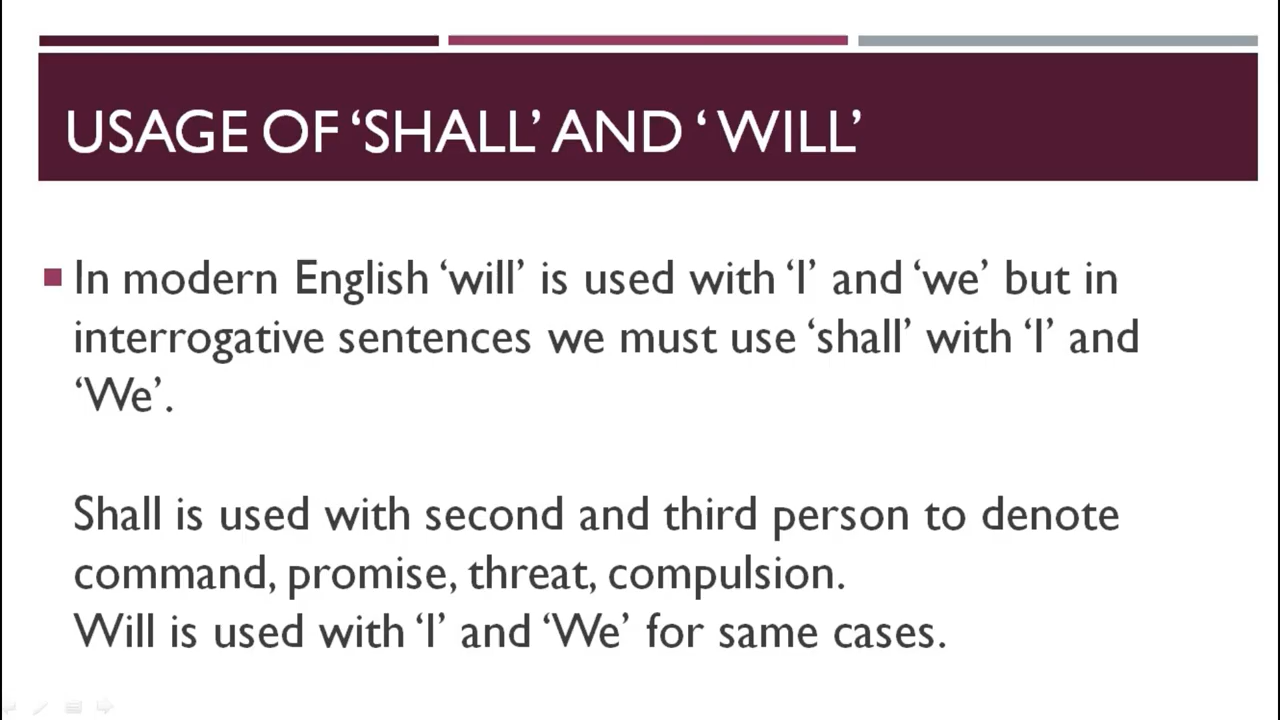 USAGE OF ‘SHALL’ AND ‘ WILL’
In modern English ‘will’ is used with ‘I’ and ‘we’ but in
interrogative sentences we must use ‘shall’ with ‘I’ and
‘We’.
Shall is used with second and third person to denote
command, promise, threat, compulsion.
Will is used with ‘I’ and ‘We’ for same cases.